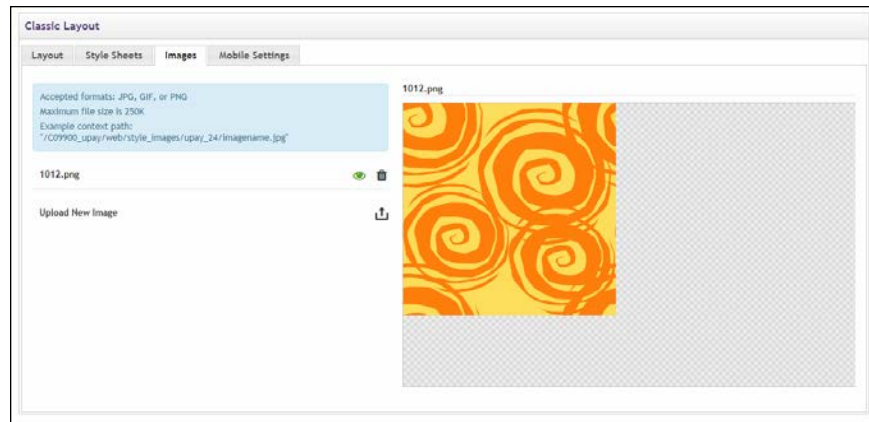 Classic Layout
Layout
Style Sheets
Images
Mobile Settings
Accepted formats: JPG, GIF, or PNG
Maximum file size is 250K
Example context path:
"/C09900_upay/web/style_images/upay_24/imagename.jpg"
1012.png
Upload New Image
1012.png